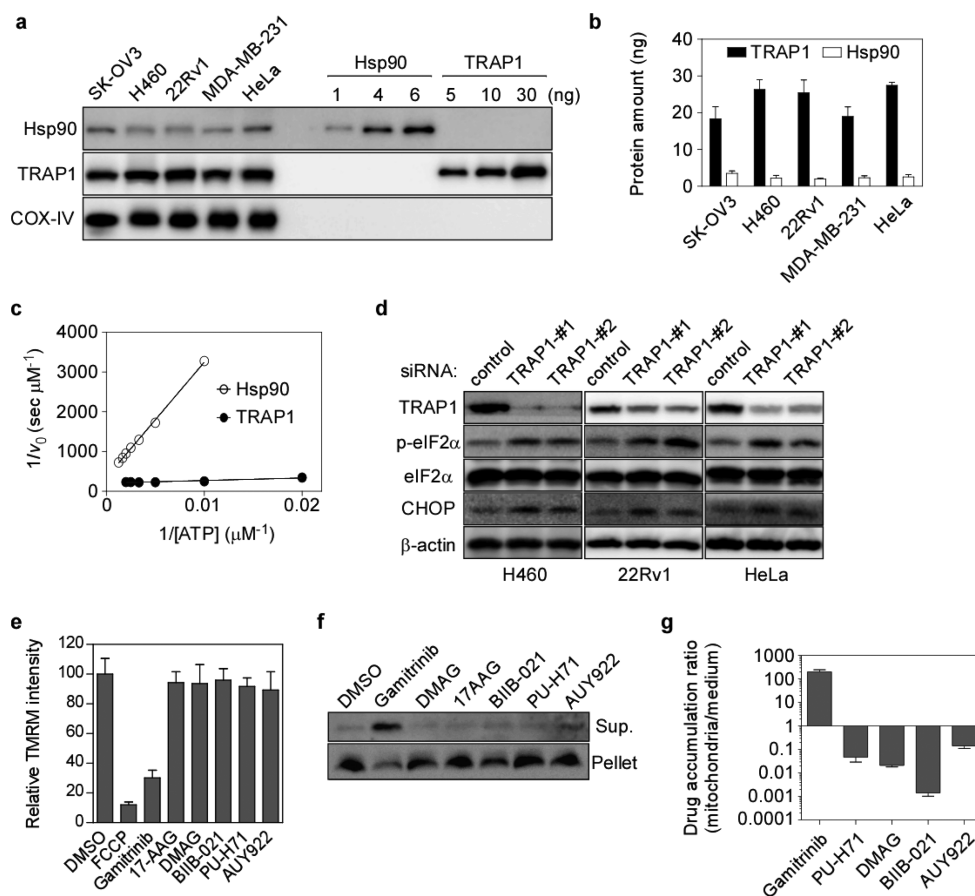 a
SK-OV3
H460
22Rv1
MDA-MB-231
HeLa
Hsp90
TRAP1
1 4 6 5 10 30 (ng)
Hsp90
TRAP1
COX-IV
b
TRAP1 Hsp90
Protein amount (ng)
40
30
20
10
0
SK-OV3
H460
22Rv1
MDA-MB-231
HeLa
c
1/v0 (sec μM-1)
4000
3000
2000
1000
0
Hsp90
TRAP1
0 0.01 0.02
1/[ATP] (μM-1)
d
siRNA:
control
TRAP1-#1
TRAP1-#2
control
TRAP1-#1
TRAP1-#2
control
TRAP1-#1
TRAP1-#2
TRAP1
p-eIF2α
eIF2α
CHOP
β-actin
H460 22Rv1 HeLa
e
Relative TMRM intensity
120
100
80
60
40
20
0
DMSO
FCCP
Gamitrinib
17-AAG
DMAG
BIIB-021
PU-H71
AUY922
f
DMSO
Gamitrinib
DMAG
17AAG
BIIB-021
PU-H71
AUY922
Sup.
Pellet
g
Drug accumulation ratio
(mitochondria/medium)
1000
100
10
1
0.1
0.01
0.001
0.0001
Gamitrinib
PU-H71
DMAG
BIIB-021
AUY922